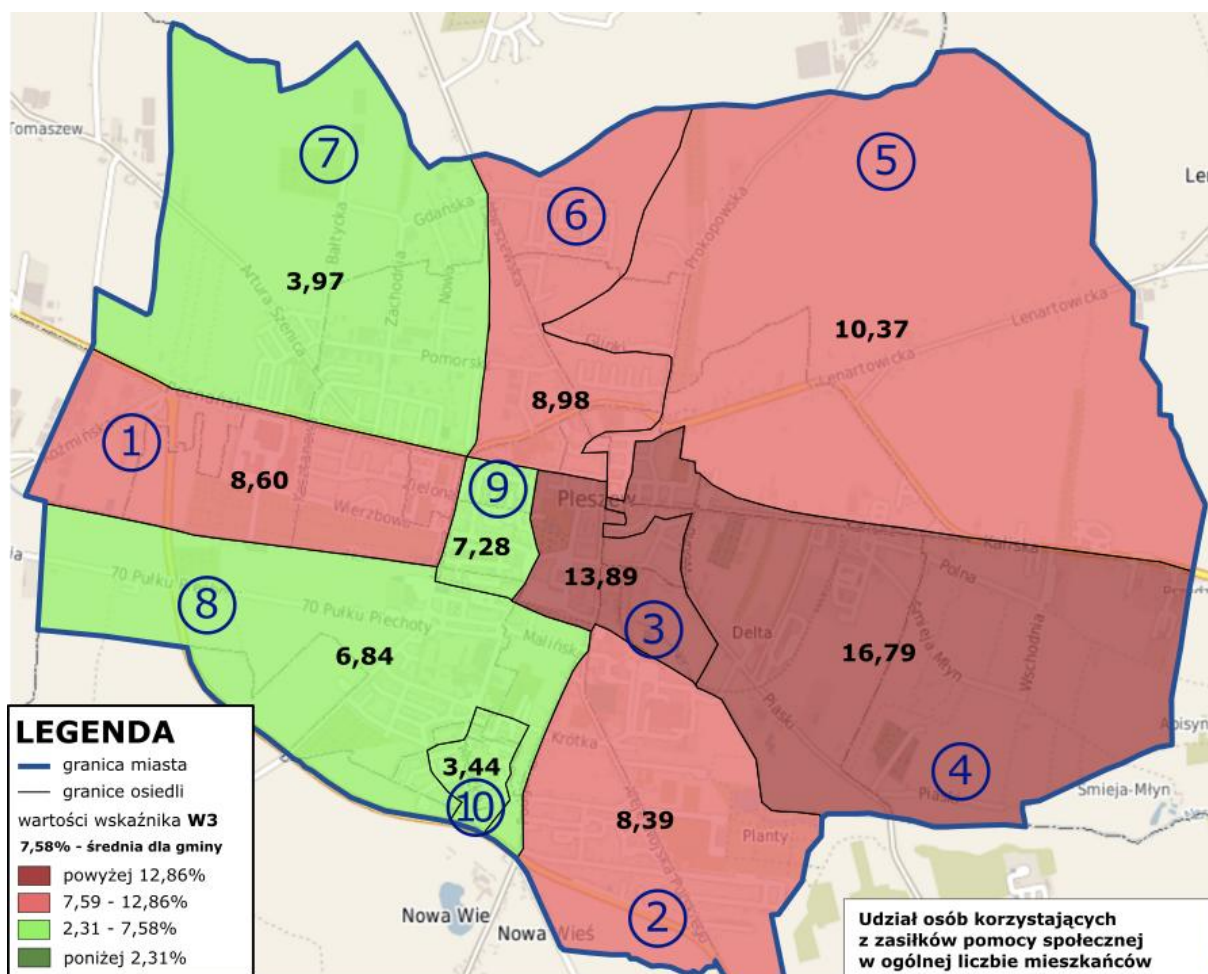 Tomaszew
7
Bałtycka
Gdańska
Zachodnia
Nowa
Artura Szenica
3,97
6
5
Prokopowska
Len
10,37
Lenartowicka
Lenartowicka
Glinki
8,98
1
Koźmińska
8,60
Zielona
Wierzbowa
9
7,28
Pleszew
13,89
3
Kaliska
Polna
Śmieja-Młyn
Wschodnia
Delta
16,79
Piaski
4
Piaski
Śmieja-Młyn
8
70 Pułku Piechoty
Malińska
6,84
3,44
10
Krótka
8,39
Planty
2
Nowa Wie
Nowa Wieś
LEGENDA
granica miasta
granice osiedli
wartości wskaźnika W3
7,58% - średnia dla gminy
powyżej 12,86%
7,59 - 12,86%
2,31 - 7,58%
poniżej 2,31%
Udział osób korzystających
z zasiłków pomocy społecznej
w ogólnej liczbie mieszkańców